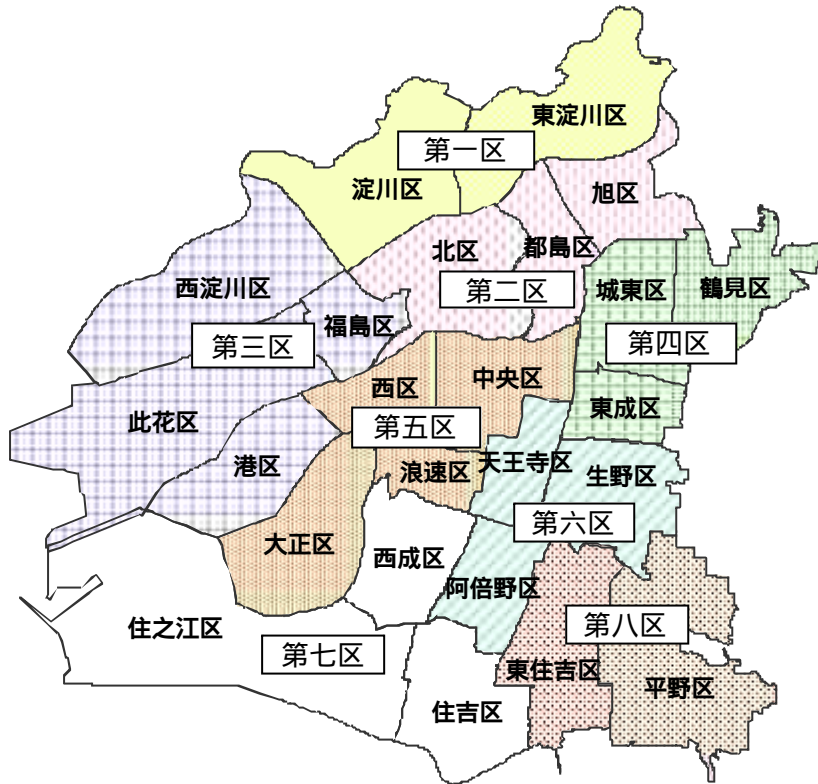 東淀川区
第一区
淀川区
旭区
北区
都島区
西淀川区
第二区
城東区
鶴見区
福島区
第三区
第四区
西区
中央区
東成区
此花区
第五区
港区
浪速区
天王寺区
生野区
第六区
大正区
西成区
阿倍野区
住之江区
第七区
第八区
東住吉区
平野区
住吉区